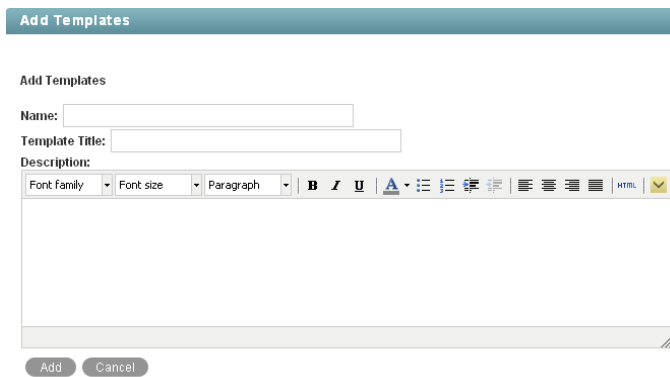 Add Templates
Add Templates
Name:
Template Title:
Description:
Font family Font size Paragraph B I U A HTML
Add Cancel